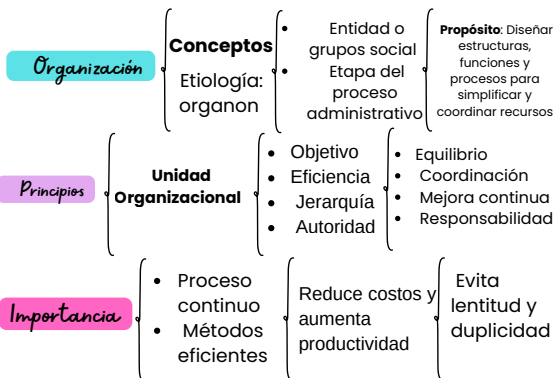 Organización
Conceptos
Etiología:
organon
• Entidad o
grupos social
• Etapa del
proceso
administrativo
Propósito: Diseñar
estructuras,
funciones y
procesos para
simplificar y
coordinar recursos
Principios
Unidad
Organizacional
• Objetivo
• Eficiencia
• Jerarquía
• Autoridad
• Equilibrio
• Coordinación
• Mejora continua
• Responsabilidad
Importancia
• Proceso
continuo
• Métodos
eficientes
Reduce costos y
aumenta
productividad
Evita
lentitud y
duplicidad